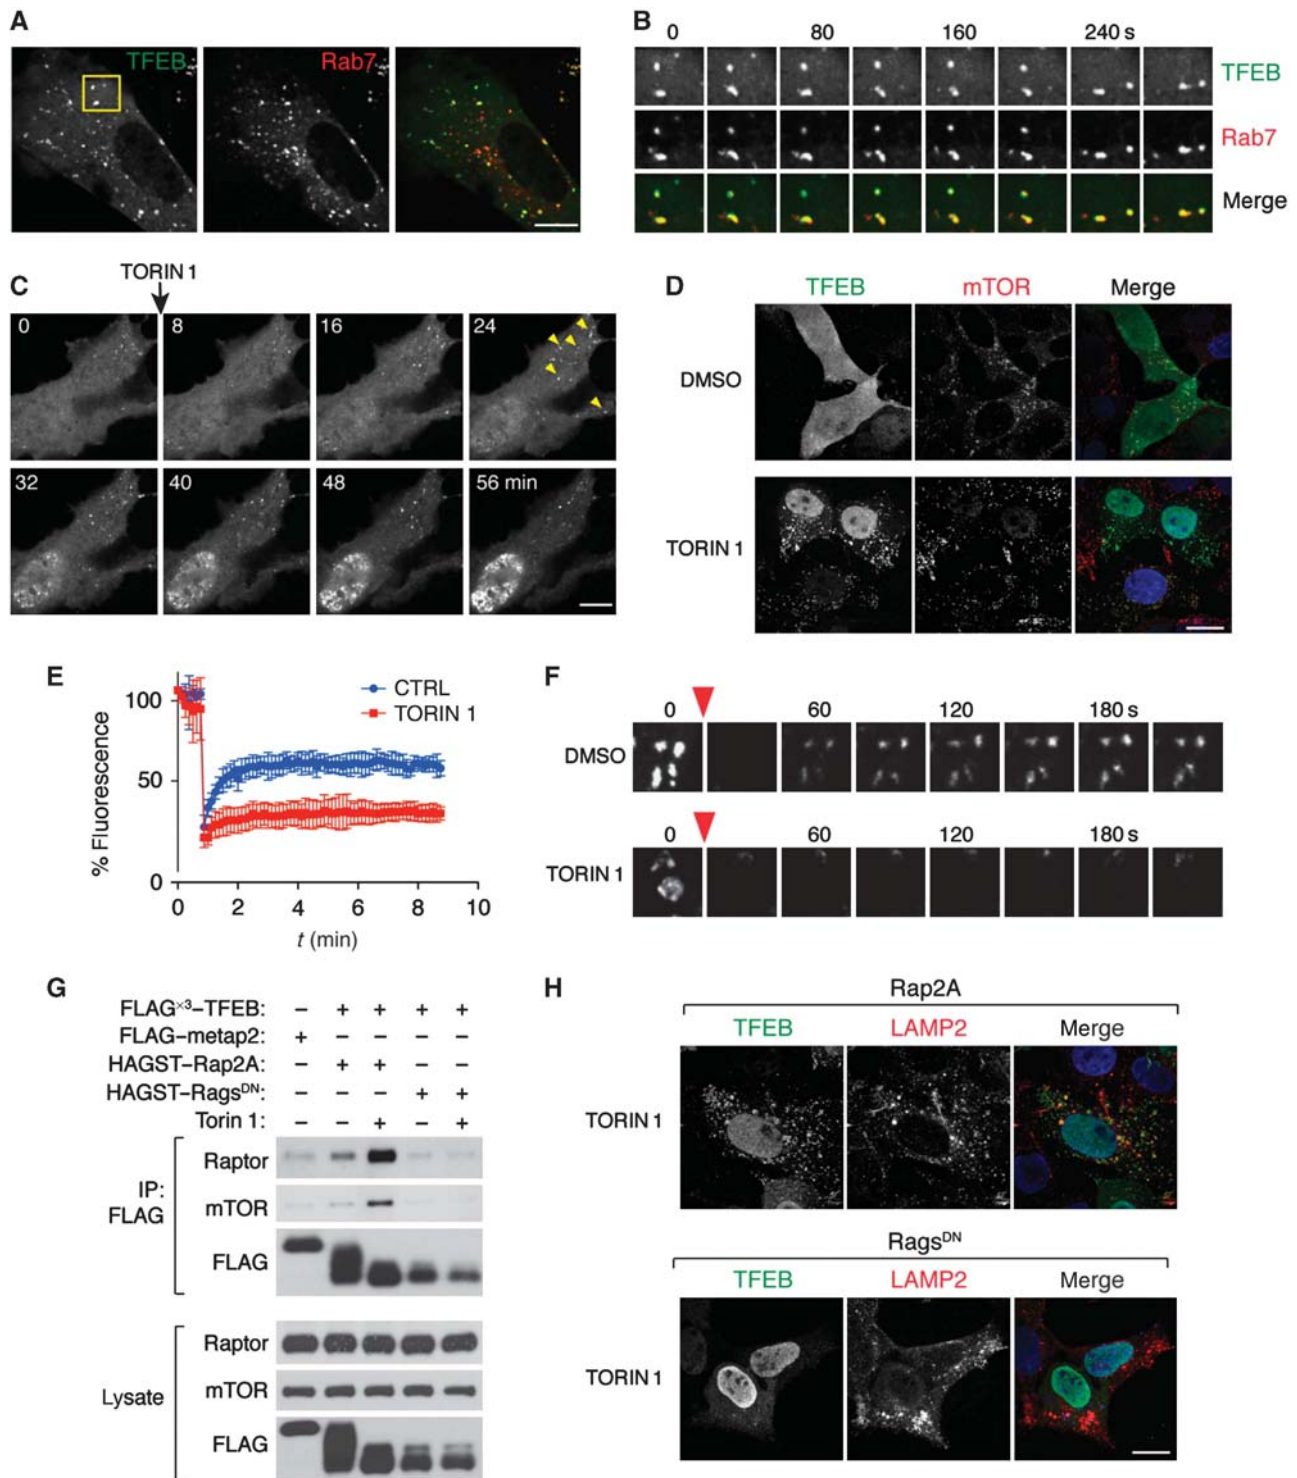 A
TFEB
Rab7
B
0 80 160 240 s
TFEB
Rab7
Merge
C
TORIN 1
0 8 16 24
32 40 48 56 min
D
TFEB mTOR Merge
DMSO
TORIN 1
E
CTRL
TORIN 1
% Fluorescence
100
50
0
0 2 4 6 8 10
t (min)
F
0 60 120 180 s
DMSO
0 60 120 180 s
TORIN 1
G
FLAG×3–TFEB: – + + + +
FLAG–metap2: + – – – –
HAGST–Rap2A: – + + – –
HAGST–RagsDN: – – – + +
Torin 1: – – + – +
IP:
FLAG
Raptor
mTOR
FLAG
Lysate
Raptor
mTOR
FLAG
H
Rap2A
TFEB LAMP2 Merge
TORIN 1
RagsDN
TFEB LAMP2 Merge
TORIN 1